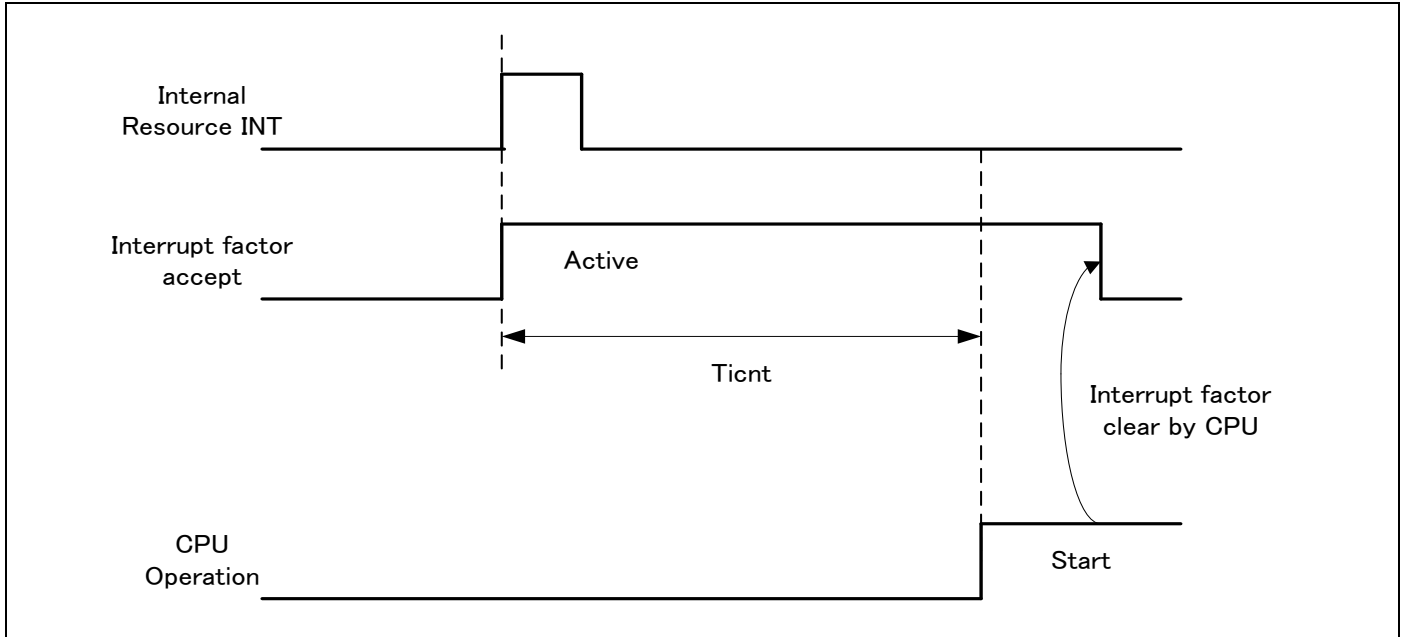 Internal
Resource INT
Interrupt factor
accept
Active
Ticnt
Interrupt factor
clear by CPU
CPU
Operation
Start